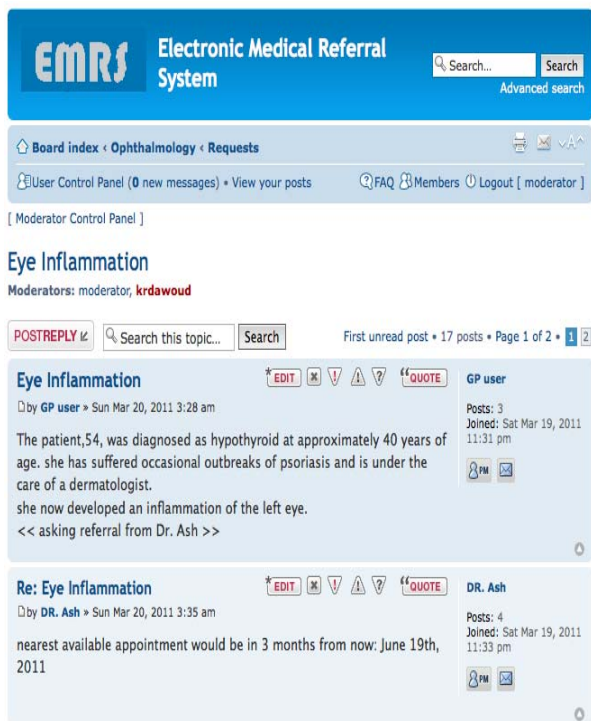 EMRS
Electronic Medical Referral
System
Search...
Search
Advanced search
Board index ‹ Ophthalmology ‹ Requests
A
User Control Panel (0 new messages) • View your posts
FAQ Members Logout [ moderator ]
[ Moderator Control Panel ]
Eye Inflammation
Moderators: moderator, krdawoud
POSTREPLY
Search this topic...
Search
First unread post • 17 posts • Page 1 of 2 • 1 2
Eye Inflammation
* EDIT
x ! ! ?
“QUOTE
by GP user » Sun Mar 20, 2011 3:28 am
The patient,54, was diagnosed as hypothyroid at approximately 40 years of
age. she has suffered occasional outbreaks of psoriasis and is under the
care of a dermatologist.
she now developed an inflammation of the left eye.
<< asking referral from Dr. Ash >>
GP user
Posts: 3
Joined: Sat Mar 19, 2011
11:31 pm
PM
Re: Eye Inflammation
* EDIT
x ! ! ?
“QUOTE
by DR. Ash » Sun Mar 20, 2011 3:35 am
nearest available appointment would be in 3 months from now: June 19th,
2011
DR. Ash
Posts: 4
Joined: Sat Mar 19, 2011
11:33 pm
PM